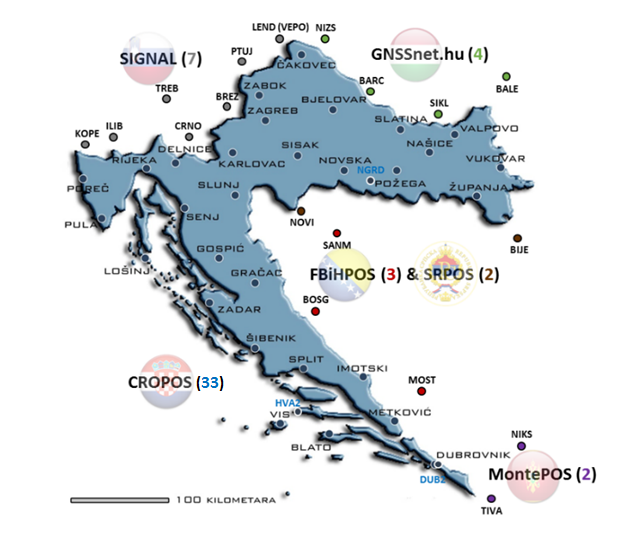 LEND (VEPO)
NIZS
SIGNAL (7)
PTUJ
GNSSnet.hu (4)
ČAKOVEC
TREB
ZABOK
BARC
BALE
BREZ
BJELOVAR
ZAGREB
SIKL
SLATINA
VALPOVO
KOPE
ILIB
CRNO
DELNICE
SISAK
NAŠICE
RIJEKA
KARLOVAC
NOVSKA
VUKOVAR
NGRD
POREČ
SLUNJ
POŽEGA
ŽUPANJA
PULA
SENJ
NOVI
SANM
BIJE
GOSPIĆ
LOŠINJ
GRAČAC
FBiHPOS (3) & SRPOS (2)
BOSG
ZADAR
ŠIBENIK
SPLIT
IMOTSKI
CROPOS (33)
MOST
HVAZ
VIS
METKOVIĆ
NIKS
BLATO
DUBROVNIK
MontePOS (2)
DUBZ
100 KILOMETARA
TIVA